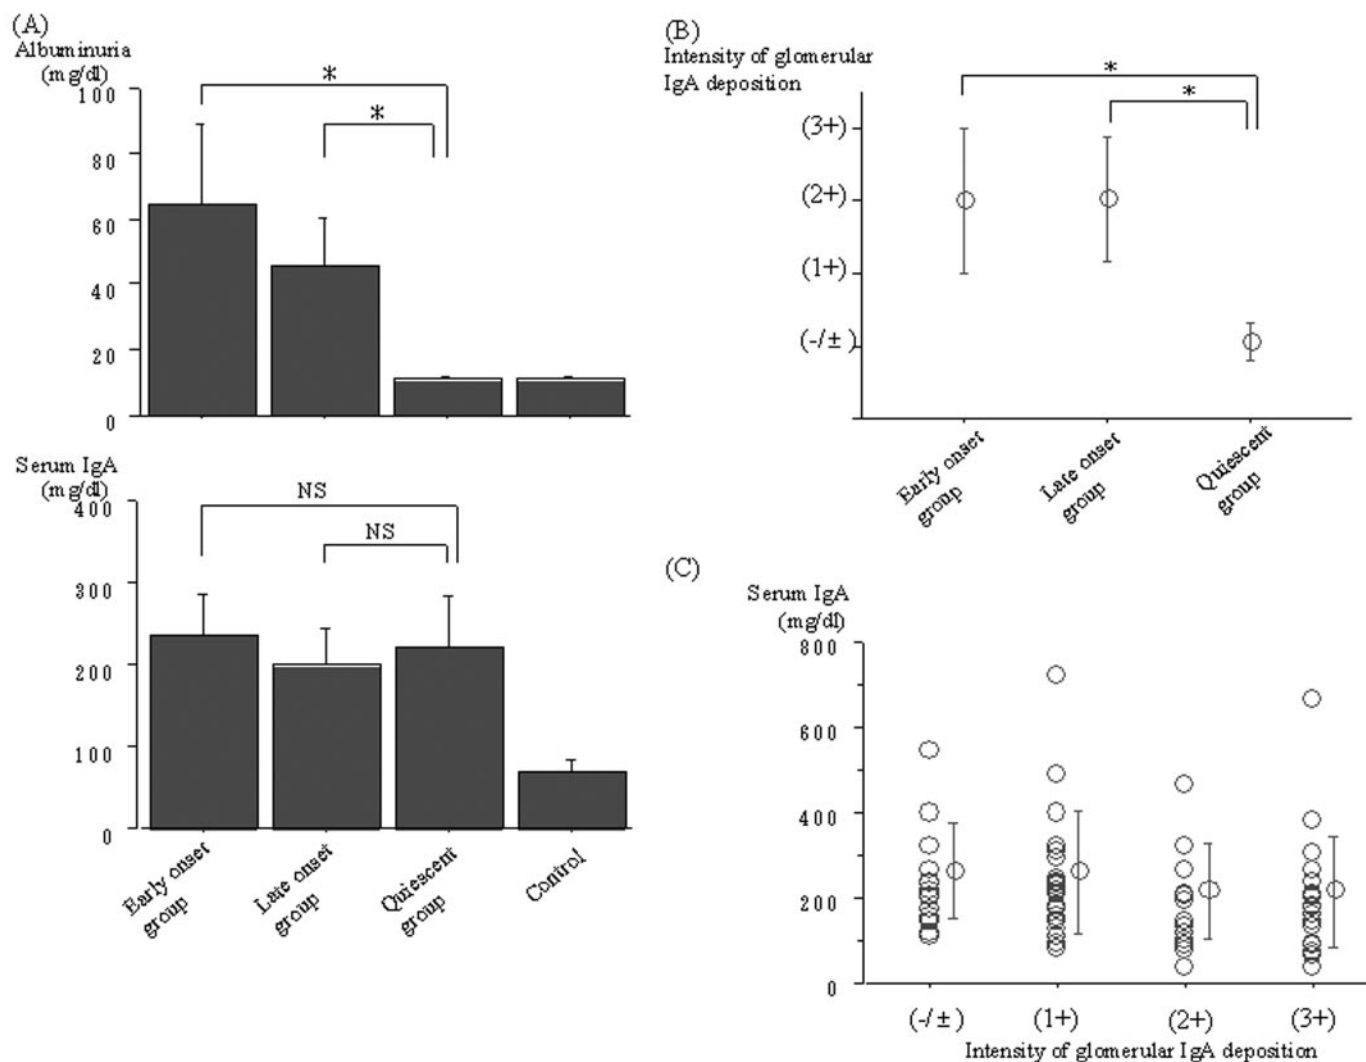 (A)
Albuminuria
(mg/dl)
*
*
100
80
60
40
20
0
Serum IgA
(mg/dl)
NS
NS
400
300
200
100
0
Early onset
group
Late onset
group
Quiescent
group
Control
(B)
Intensity of glomerular
IgA deposition
*
*
(3+)
(2+)
(1+)
(-/±)
Early onset
group
Late onset
group
Quiescent
group
(C)
Serum IgA
(mg/dl)
800
600
400
200
0
(-/±)
(1+)
(2+)
(3+)
Intensity of glomerular IgA deposition